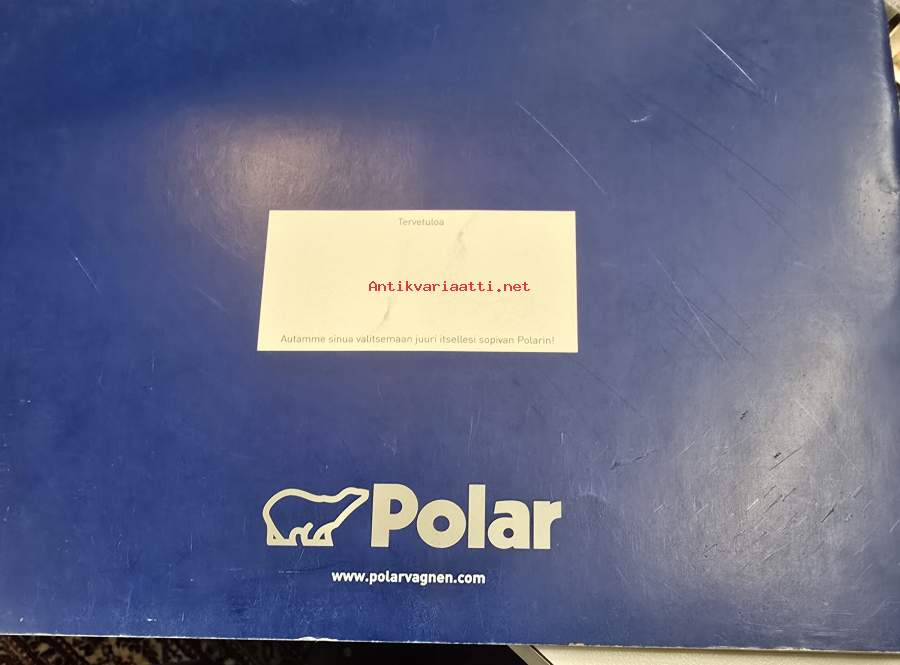 Tervetuloa
Antikvariaatti.net
Autamme sinua valitsemaan juuri itsellesi sopivan Polarin!
Polar
www.polarvagnen.com